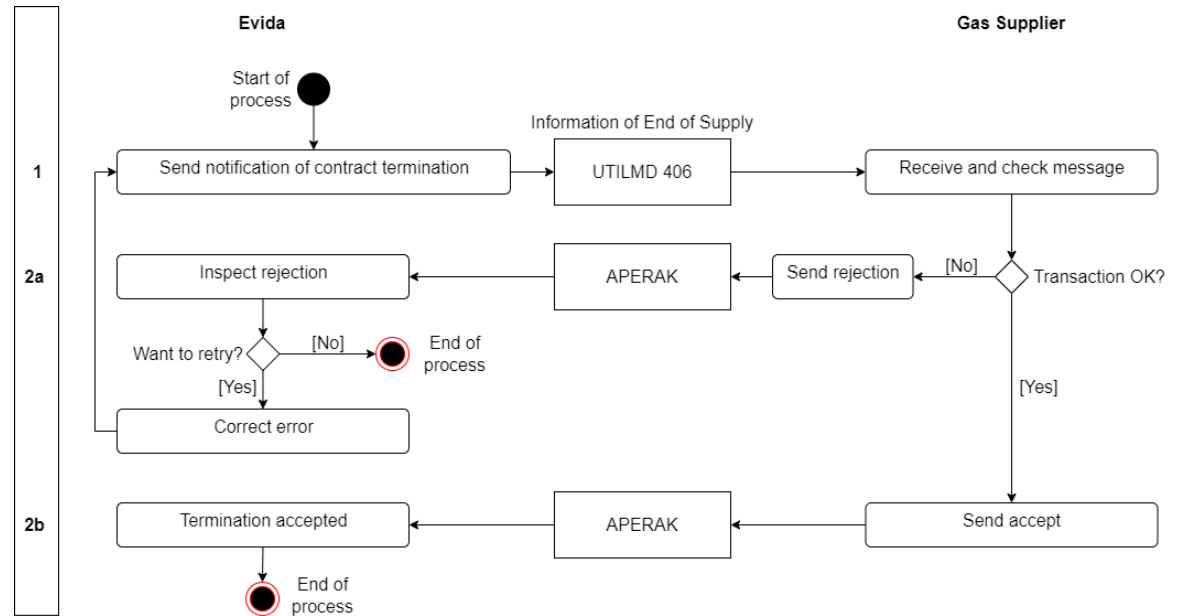 Evida
Gas Supplier
Start of
process
Information of End of Supply
1
Send notification of contract termination
UTILMD 406
Receive and check message
2a
Inspect rejection
APERAK
Send rejection
[No]
Transaction OK?
Want to retry?
[No]
End of
process
[Yes]
[Yes]
Correct error
2b
Termination accepted
APERAK
Send accept
End of
process